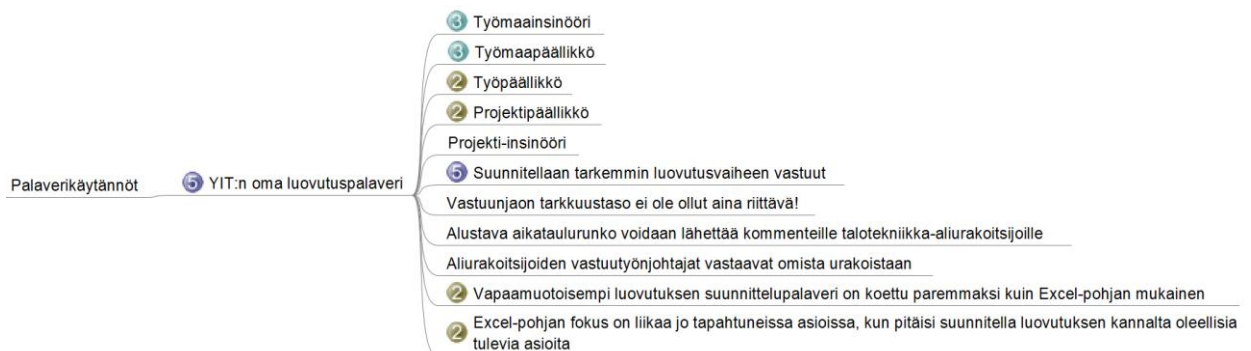 3 Työmaainsinööri
3 Työmaapäällikkö
2 Työpäällikkö
2 Projektipäällikkö
Projekti-insinööri
Palaverikäytännöt
5 YIT:n oma luovutuspalaveri
5 Suunnitellaan tarkemmin luovutusvaiheen vastuut
Vastuunjaon tarkkuustaso ei ole ollut aina riittävä!
Alustava aikataulurunko voidaan lähettää kommenteille talotekniikka-aliurakoitsijoille
Aliurakoitsijoiden vastuutyönjohtajat vastaavat omista urakoistaan
2 Vapaamuotoisempi luovutuksen suunnittelupalaveri on koettu paremmaksi kuin Excel-pohjan mukainen
2 Excel-pohjan fokus on liikaa jo tapahtuneissa asioissa, kun pitäisi suunnitella luovutuksen kannalta oleellisia
tulevia asioita